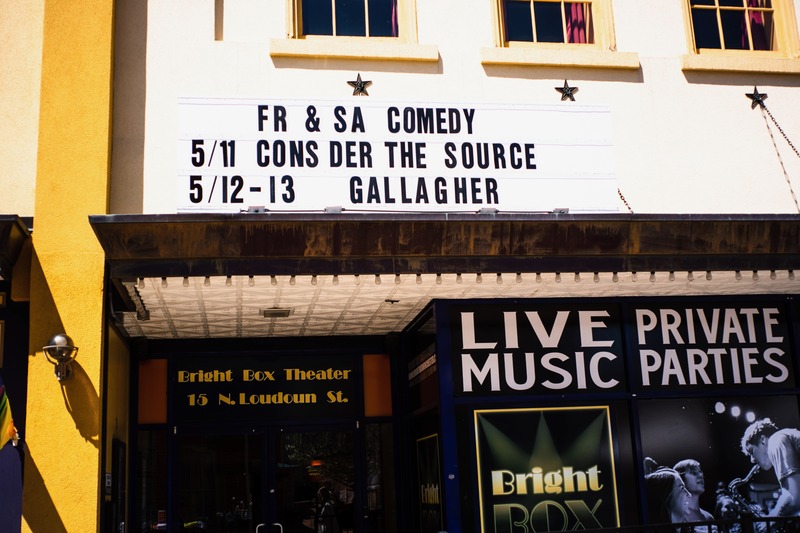 FR & SA COMEDY
5/11 CONS DER THE SOURCE
5/12-13 GALLAGHER
LIVE
MUSIC
PRIVATE
PARTIES
Bright Box Theater
15 N. Loudoun St.
Bright
BOX